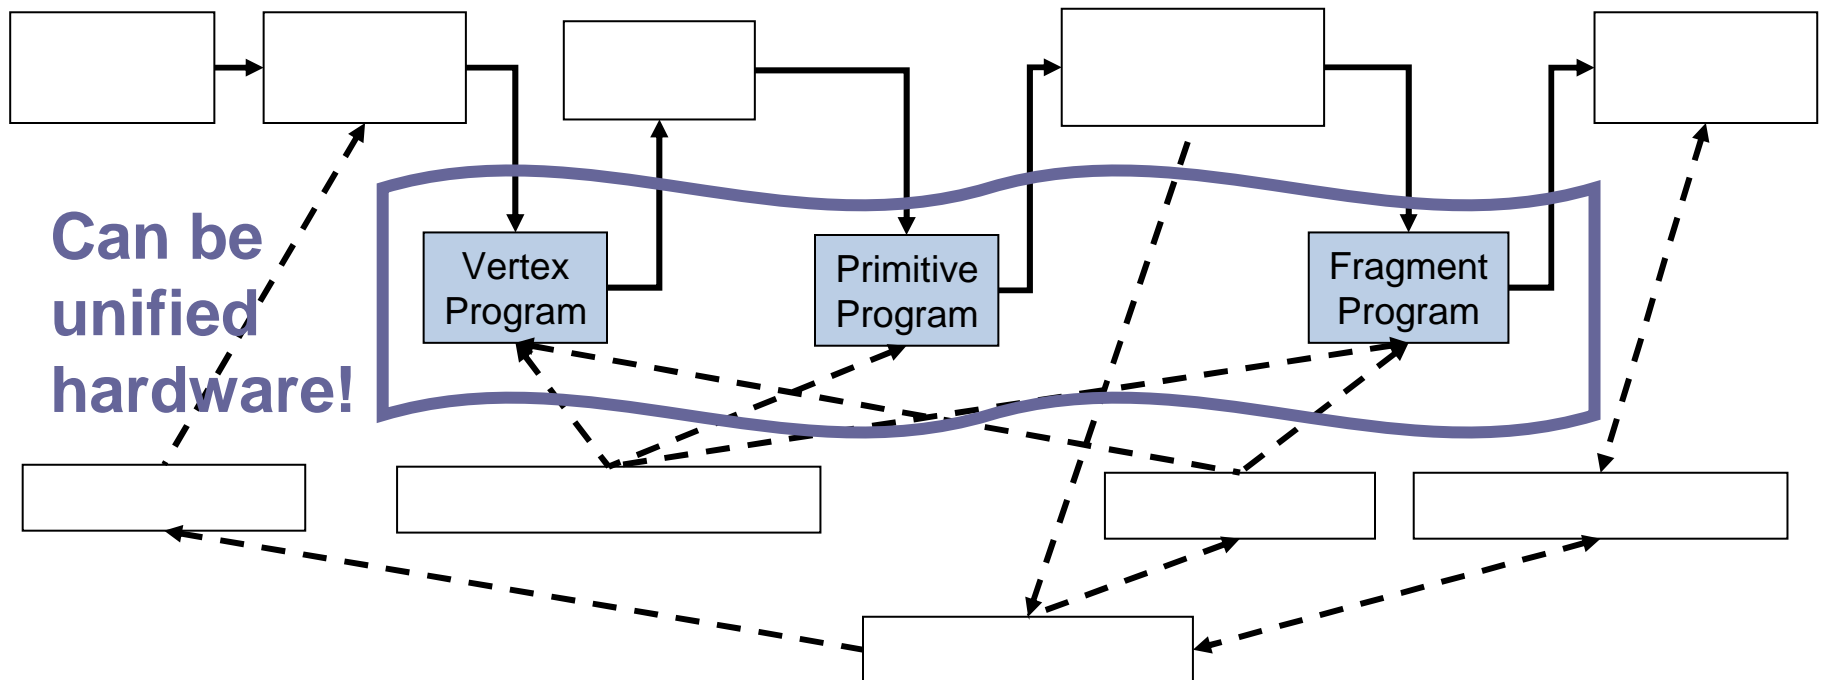 Can be
unified
hardware!
Vertex
Program
Primitive
Program
Fragment
Program